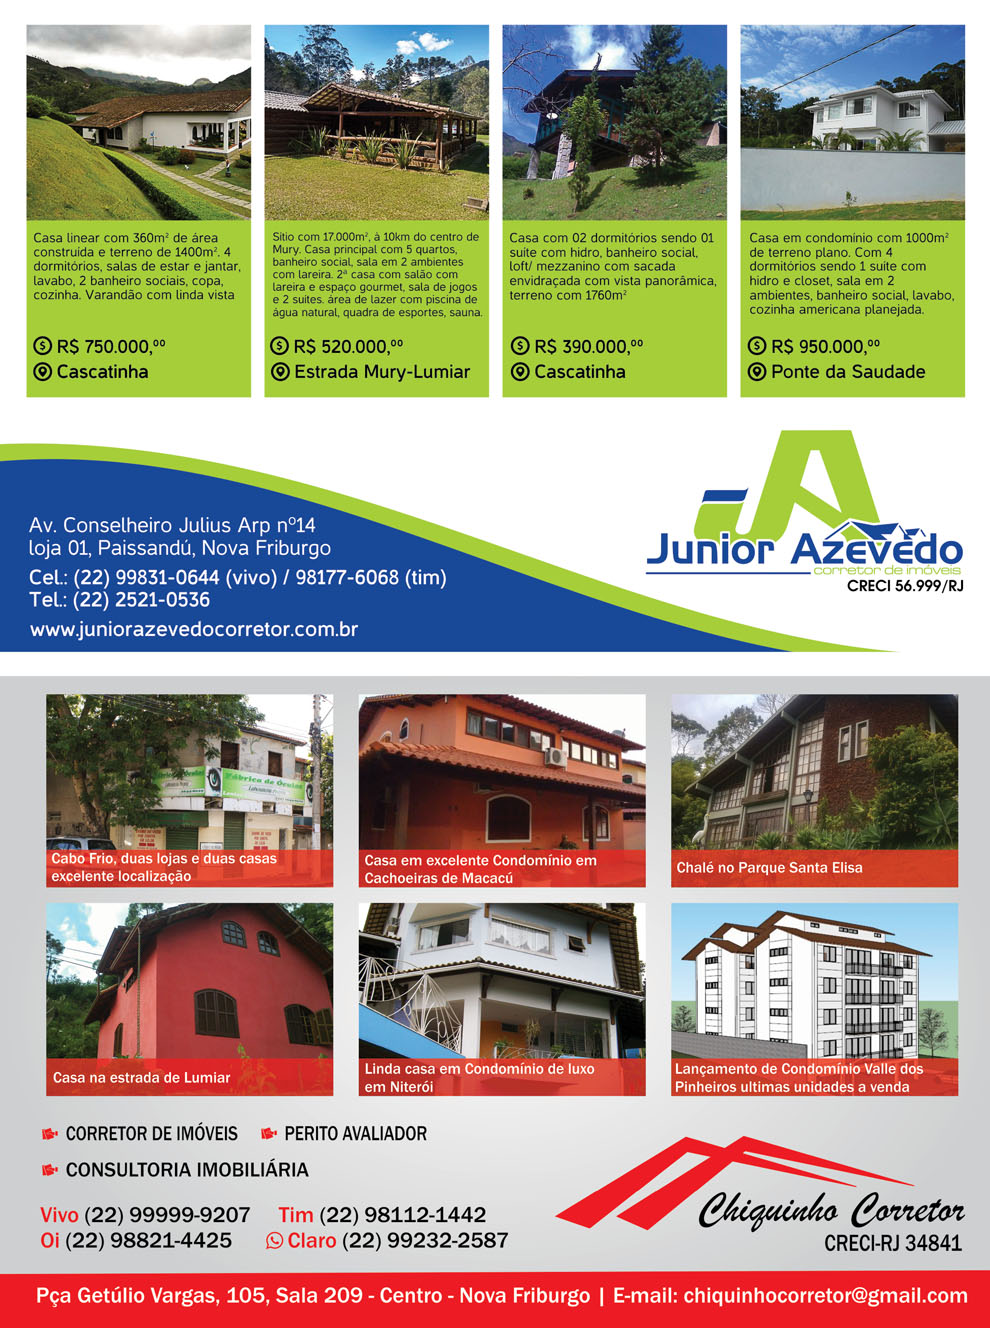 Casa linear com 360m² de área
construída e terreno de 1400m². 4
dormitórios, salas de estar e jantar,
lavabo, 2 banheiro sociais, copa,
cozinha. Varandão com linda vista
R$ 750.000,⁰⁰
Cascatinha
Sítio com 17.000m², à 10km do centro de
Mury. Casa principal com 5 quartos,
banheiro social, sala em 2 ambientes
com lareira. 2ª casa com salão com
lareira e espaço gourmet, sala de jogos
e 2 suites. área de lazer com piscina de
água natural, quadra de esportes, sauna.
R$ 520.000,⁰⁰
Estrada Mury-Lumiar
Casa com 02 dormitórios sendo 01
suite com hidro, banheiro social,
loft/ mezzanino com sacada
envidraçada com vista panorâmica,
terreno com 1760m²
R$ 390.000,⁰⁰
Cascatinha
Casa em condomínio com 1000m²
de terreno plano. Com 4
dormitórios sendo 1 suite com
hidro e closet, sala em 2
ambientes, banheiro social, lavabo,
cozinha americana planejada.
R$ 950.000,⁰⁰
Ponte da Saudade
Av. Conselheiro Julius Arp nº14
loja 01, Paissandú, Nova Friburgo
Cel.: (22) 99831-0644 (vivo) / 98177-6068 (tim)
Tel.: (22) 2521-0536
www.juniorazevedocorretor.com.br
JA
Junior Azevedo
corretor de imóveis
CRECI 56.999/RJ
Fábrica de Óculos
Cabo Frio, duas lojas e duas casas
excelente localização
Casa em excelente Condomínio em
Cachoeiras de Macacú
Chalé no Parque Santa Elisa
Casa na estrada de Lumiar
Linda casa em Condomínio de luxo
em Niterói
Lançamento de Condomínio Valle dos
Pinheiros ultimas unidades a venda
CORRETOR DE IMÓVEIS
PERITO AVALIADOR
CONSULTORIA IMOBILIÁRIA
Vivo (22) 99999-9207 Tim (22) 98112-1442
Oi (22) 98821-4425 Claro (22) 99232-2587
Chiquinho Corretor
CRECI-RJ 34841
Pça Getúlio Vargas, 105, Sala 209 - Centro - Nova Friburgo | E-mail: chiquinhocorretor@gmail.com